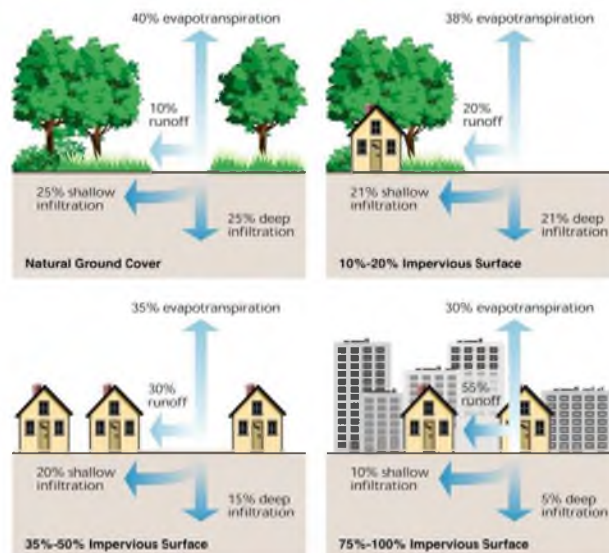 40% evapotranspiration
10%
runoff
25% shallow
infiltration
25% deep
infiltration
Natural Ground Cover
38% evapotranspiration
20%
runoff
21% shallow
infiltration
21% deep
infiltration
10%-20% Impervious Surface
35% evapotranspiration
30%
runoff
20% shallow
infiltration
15% deep
infiltration
35%-50% Impervious Surface
30% evapotranspiration
55%
runoff
10% shallow
infiltration
5% deep
infiltration
75%-100% Impervious Surface